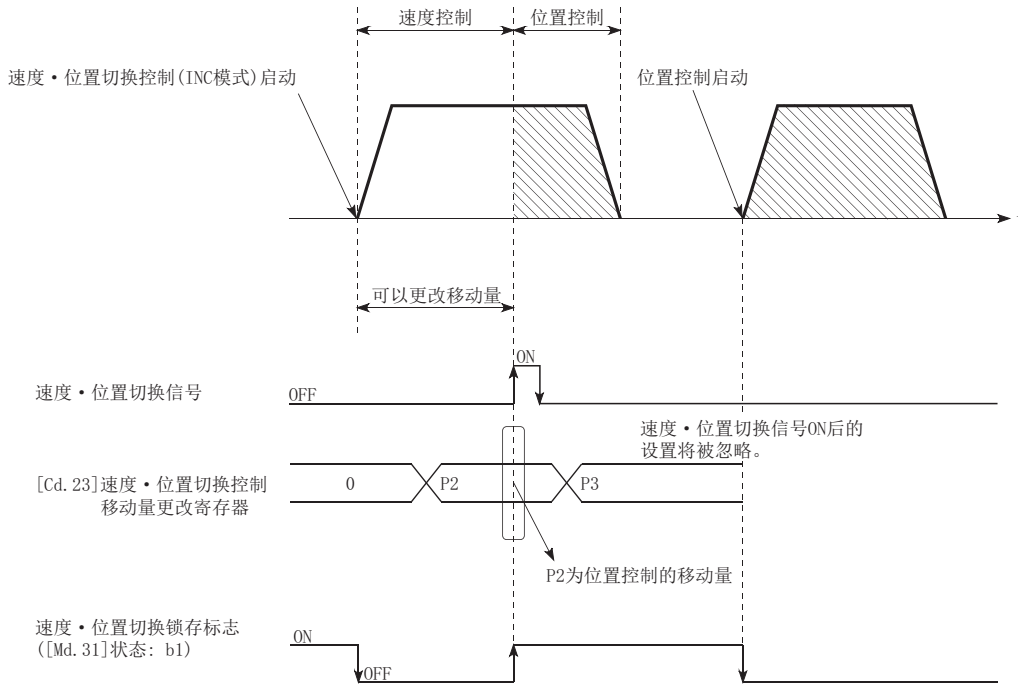 速度控制
位置控制
速度・位置切换控制(INC模式)启动
位置控制启动
可以更改移动量
ON
速度・位置切换信号
OFF
速度・位置切换信号ON后的
设置将被忽略。
[Cd.23]速度・位置切换控制
移动量更改寄存器
0
P2
P3
P2为位置控制的移动量
速度・位置切换锁存标志
([Md.31]状态: b1)
ON
OFF